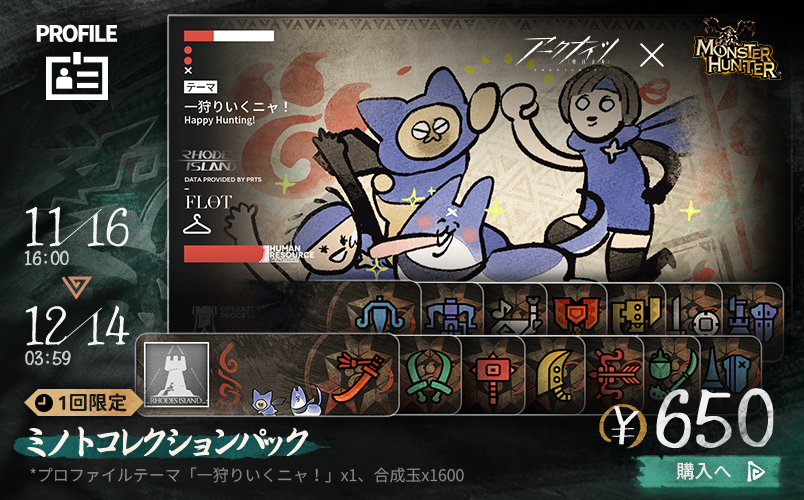 PROFILE
アークナイツ
×
MONSTER HUNTER
テーマ
一狩りいくニャ！
Happy Hunting!
RHODES ISLAND
DATA PROVIDED BY PRTS
FLOT
HUMAN
RESOURCE
11/16
16:00
12/14
03:59
RHODES ISLAND
1回限定
ミノトコレクションパック
¥650
*プロファイルテーマ「一狩りいくニャ！」x1、合成玉x1600
購入へ